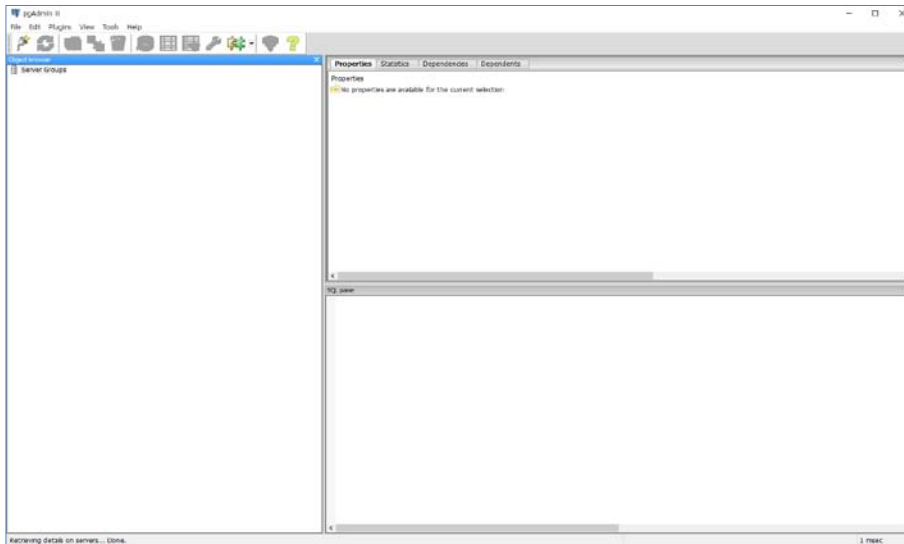 pgAdmin III
File Edit Plugins View Tools Help
Object browser
Server Groups
Properties Statistics Dependencies Dependents
Properties
No properties are available for the current selection
SQL pane
Retrieving details on servers... Done.
1 msec